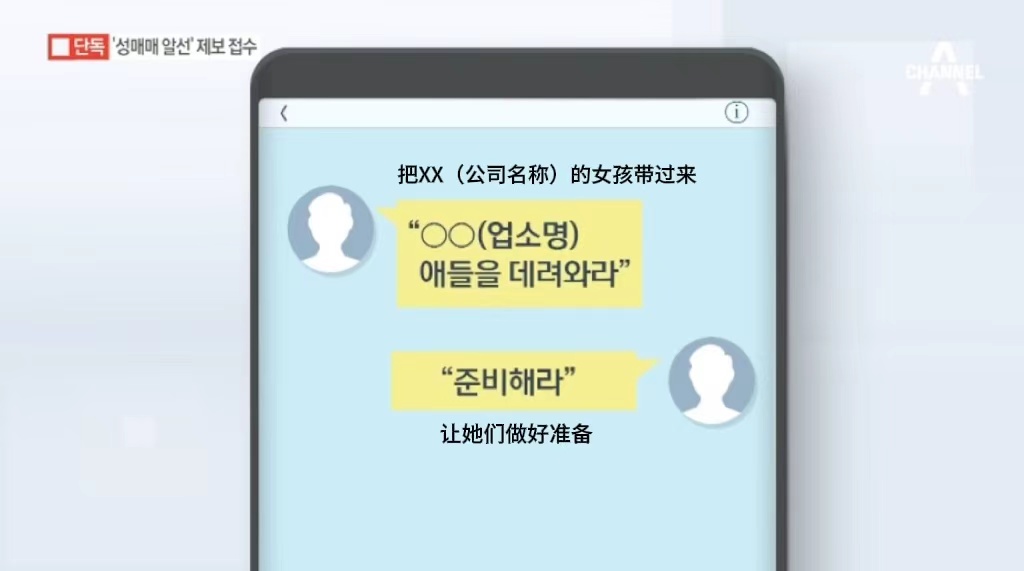 단독 '성매매 알선' 제보 접수
CHANNEL A
把XX（公司名称）的女孩带过来
“○○(업소명)
애들을 데려와라”
“준비해라”
让她们做好准备